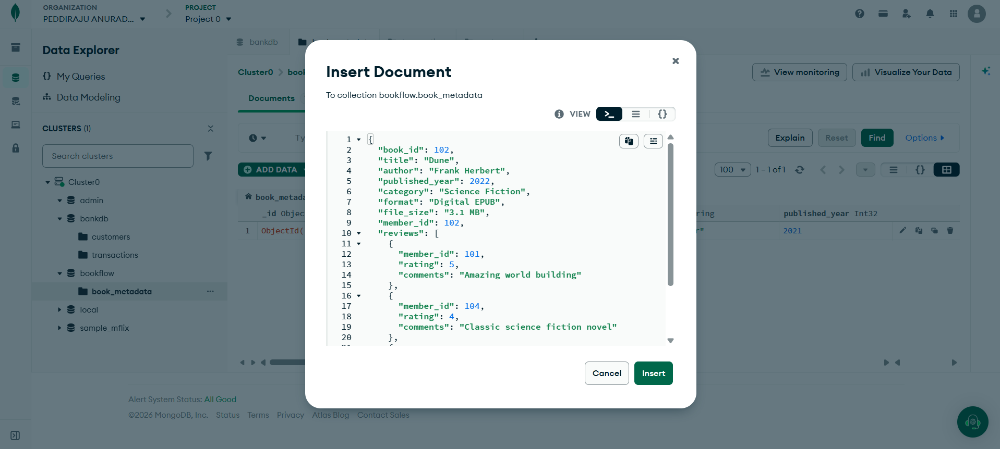 ORGANIZATION
PEDDIRAJU ANURAD...
PROJECT
Project 0
Data Explorer
My Queries
Data Modeling
CLUSTERS (1)
Search clusters
Cluster0
admin
bankdb
customers
transactions
bookflow
book_metadata
local
sample_mflix
bankdb
Cluster0
Documents
View monitoring
Visualize Your Data
Explain
Reset
Find
Options
ADD DATA
100
1 – 1 of 1
_id
published_year Int32
1
ObjectId(
2021
Insert Document
To collection bookflow.book_metadata
VIEW
>_
{}
1 {
2 "book_id": 102,
3 "title": "Dune",
4 "author": "Frank Herbert",
5 "published_year": 2022,
6 "category": "Science Fiction",
7 "format": "Digital EPUB",
8 "file_size": "3.1 MB",
9 "member_id": 102,
10 "reviews": [
11 {
12 "member_id": 101,
13 "rating": 5,
14 "comments": "Amazing world building"
15 },
16 {
17 "member_id": 104,
18 "rating": 4,
19 "comments": "Classic science fiction novel"
20 },
Cancel
Insert
Alert System Status: All Good
©2026 MongoDB, Inc. Status Terms Privacy Atlas Blog Contact Sales